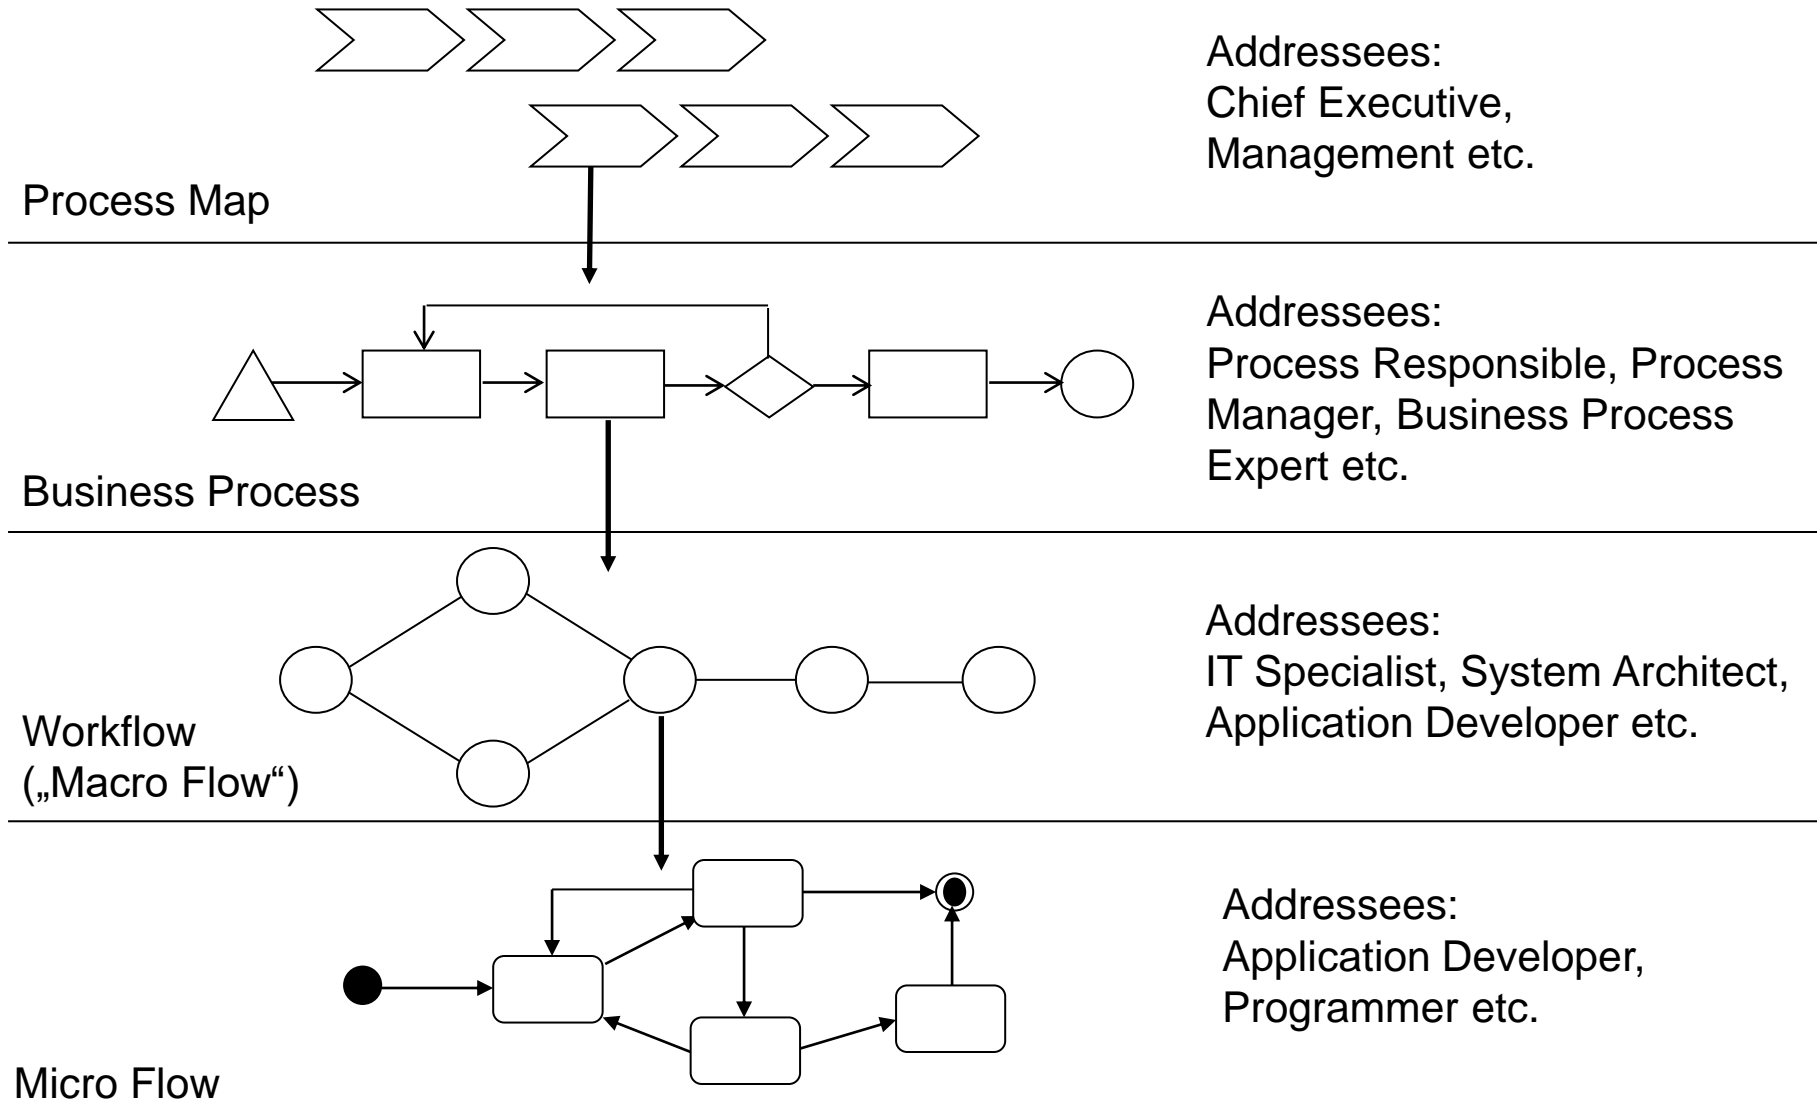 Addressees:
Chief Executive,
Management etc.
Process Map
Addressees:
Process Responsible, Process
Manager, Business Process
Expert etc.
Business Process
Addressees:
IT Specialist, System Architect,
Application Developer etc.
Workflow
(„Macro Flow“)
Addressees:
Application Developer,
Programmer etc.
Micro Flow